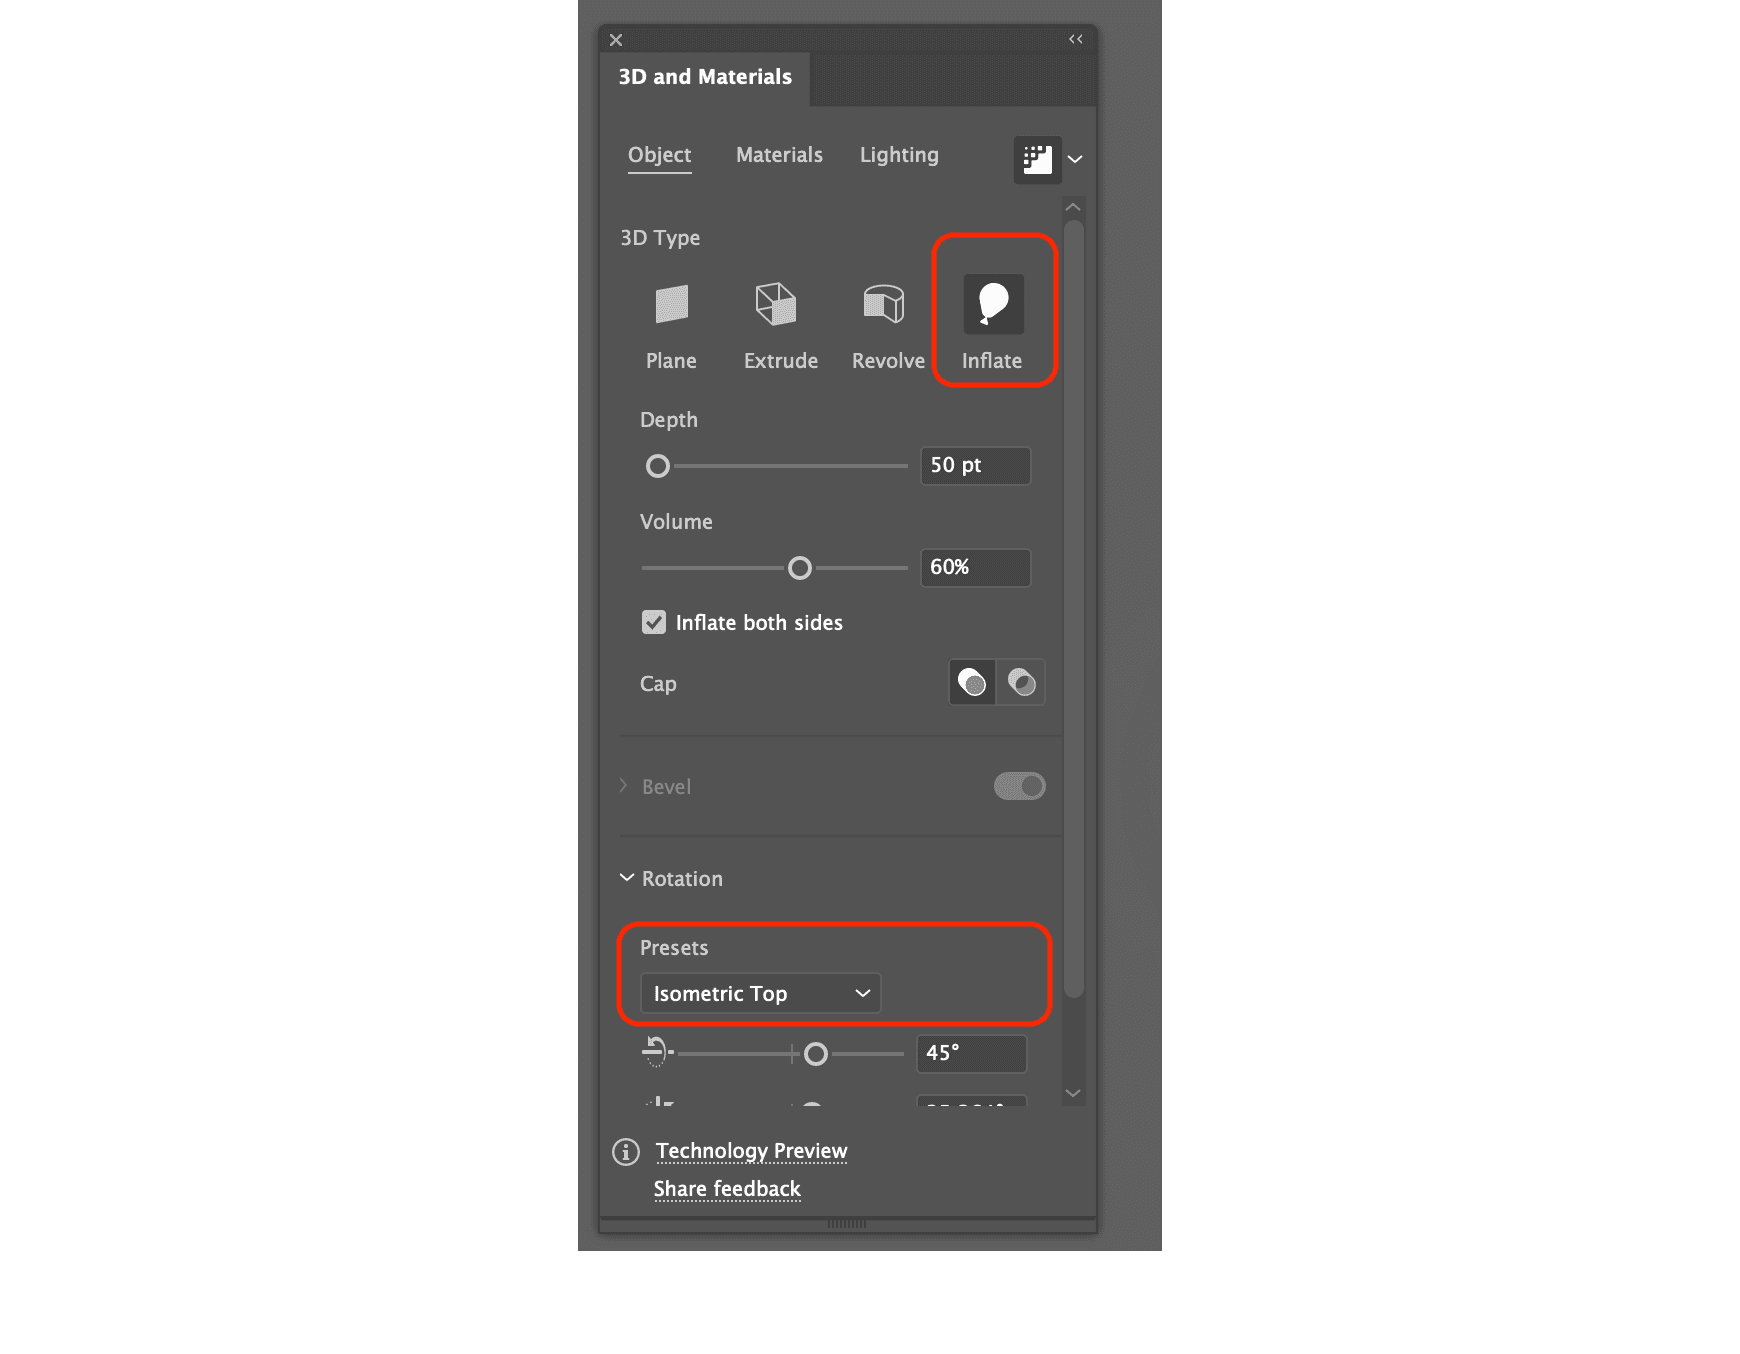 3D and Materials
Object Materials Lighting
3D Type
Plane Extrude Revolve Inflate
Depth
50 pt
Volume
60%
Inflate both sides
Cap
Bevel
Rotation
Presets
Isometric Top
45°
Technology Preview
Share feedback